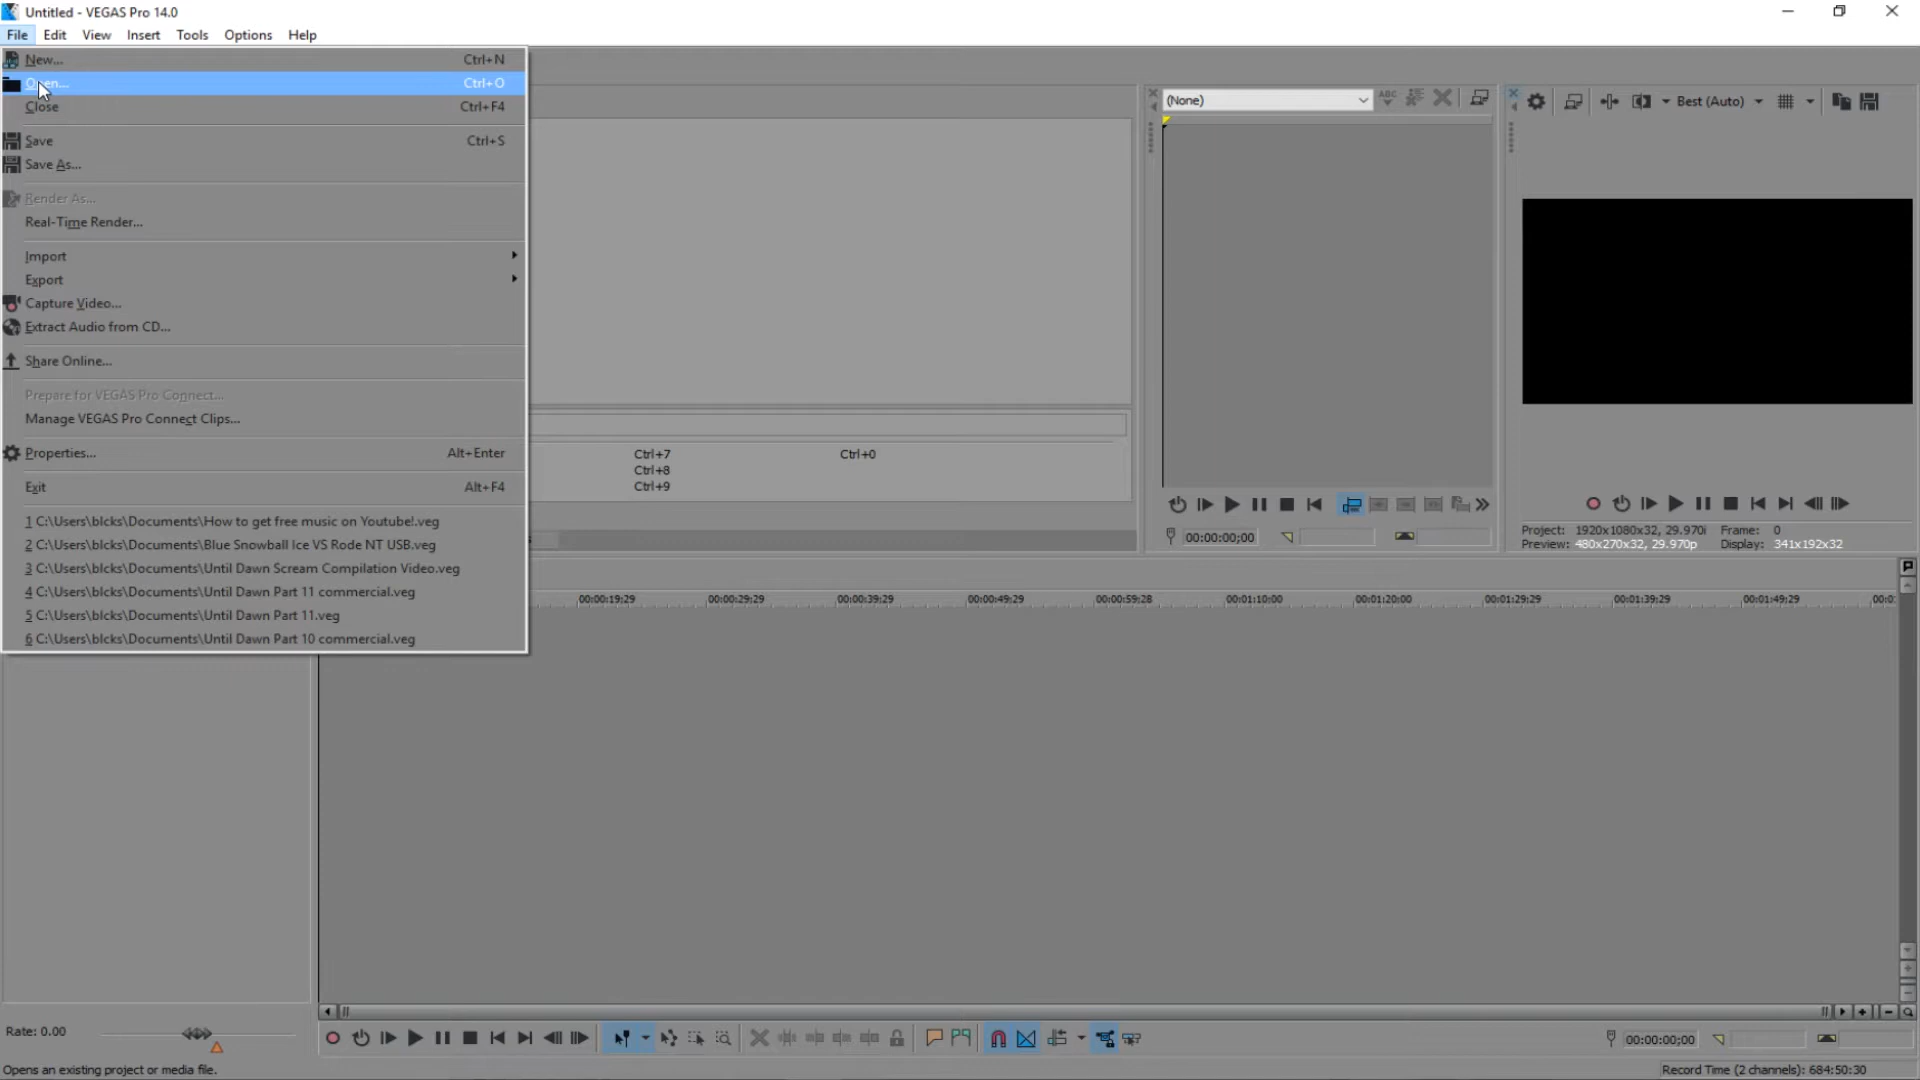 Untitled - VEGAS Pro 14.0
File Edit View Insert Tools Options Help
New... Ctrl+N
Open... Ctrl+O
Close Ctrl+F4
Save Ctrl+S
Save As...
Render As...
Real-Time Render...
Import
Export
Capture Video...
Extract Audio from CD...
Share Online...
Prepare for VEGAS Pro Connect...
Manage VEGAS Pro Connect Clips...
Properties... Alt+Enter
Exit Alt+F4
1 C:\Users\blcks\Documents\How to get free music on Youtube!.veg
2 C:\Users\blcks\Documents\Blue Snowball Ice VS Rode NT USB.veg
3 C:\Users\blcks\Documents\Until Dawn Scream Compilation Video.veg
4 C:\Users\blcks\Documents\Until Dawn Part 11 commercial.veg
5 C:\Users\blcks\Documents\Until Dawn Part 11.veg
6 C:\Users\blcks\Documents\Until Dawn Part 10 commercial.veg
Ctrl+7 Ctrl+0
Ctrl+8
Ctrl+9
(None)
ABC
Best (Auto)
00:00:00;00
Project: 1920x1080x32, 29.970i Frame: 0
Preview: 480x270x32, 29.970p Display: 341x192x32
00:00:19;29 00:00:29;29 00:00:39;29 00:00:49;29 00:00:59;28 00:01:10:00 00:01:20:00 00:01:29;29 00:01:39;29 00:01:49;29 00:0
Rate: 0.00
00:00:00;00
Opens an existing project or media file.
Record Time (2 channels): 684:50:30